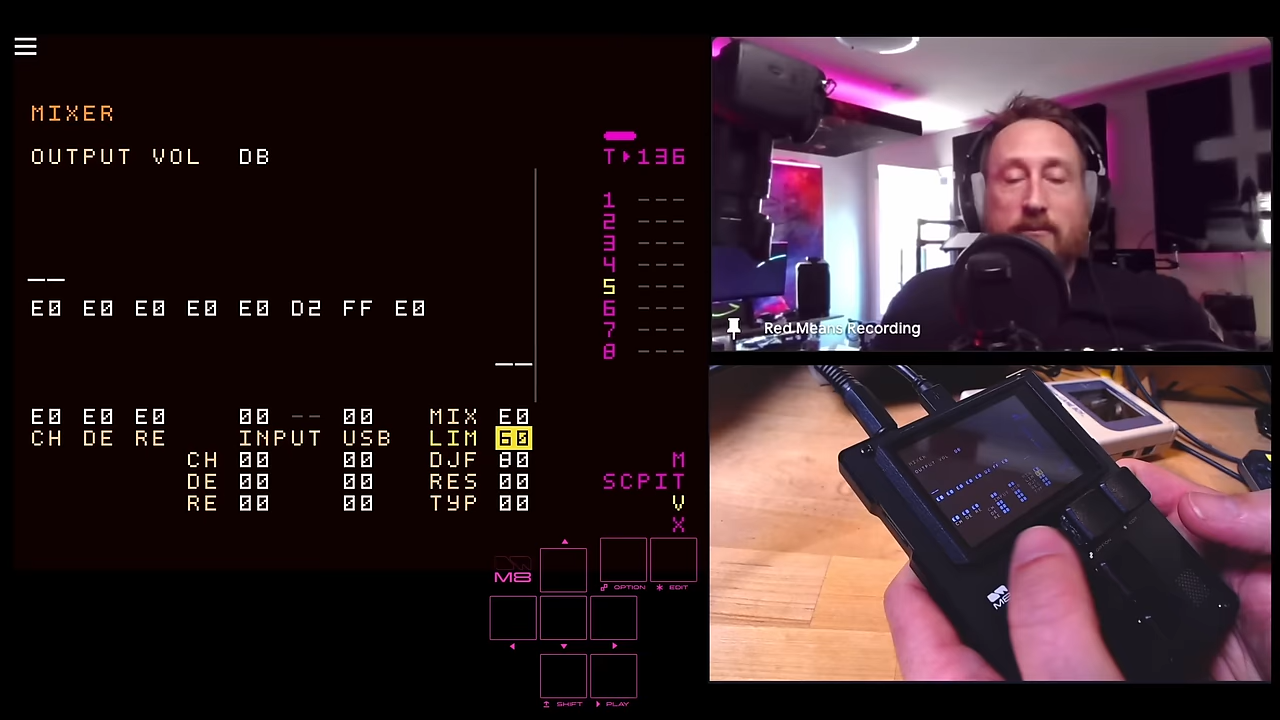 MIXER
OUTPUT VOL DB
T 136
1 ---
2 ---
3 ---
4 ---
5 ---
6 ---
7 ---
8 ---
E0 E0 E0 E0 E0 D2 FF E0
E0 E0 E0 00 -- 00 MIX E0
CH DE RE INPUT USB LIM 60
CH 00 00 DJF 80
DE 00 00 RES 00
RE 00 00 TYP 00
M
SCPIT
V
X
M8
OPTION
EDIT
SHIFT
PLAY
Red Means Recording